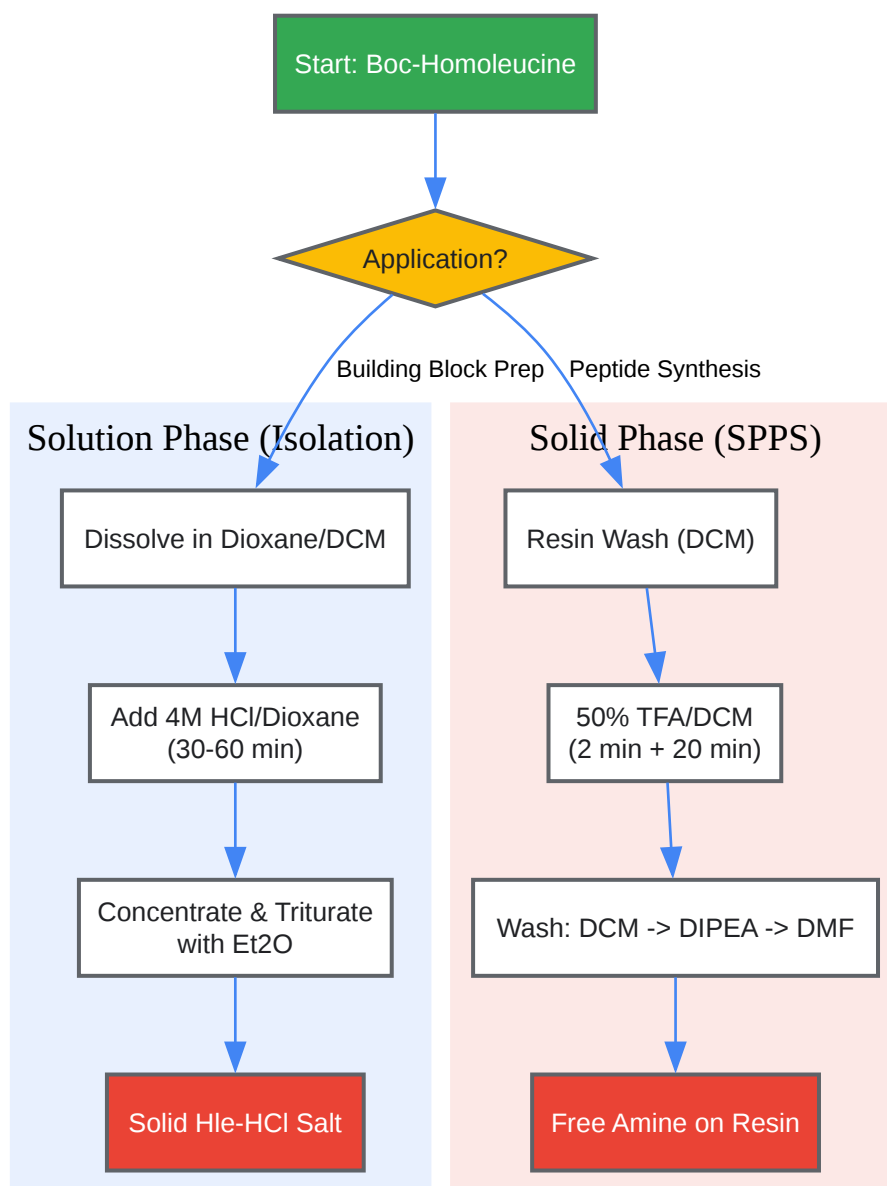 Start: Boc-Homoleucine
Application?
Building Block Prep
Peptide Synthesis
Solution Phase (Isolation)
Dissolve in Dioxane/DCM
Add 4M HCl/Dioxane
(30-60 min)
Concentrate & Triturate
with Et2O
Solid Hle-HCl Salt
Solid Phase (SPPS)
Resin Wash (DCM)
50% TFA/DCM
(2 min + 20 min)
Wash: DCM -> DIPEA -> DMF
Free Amine on Resin